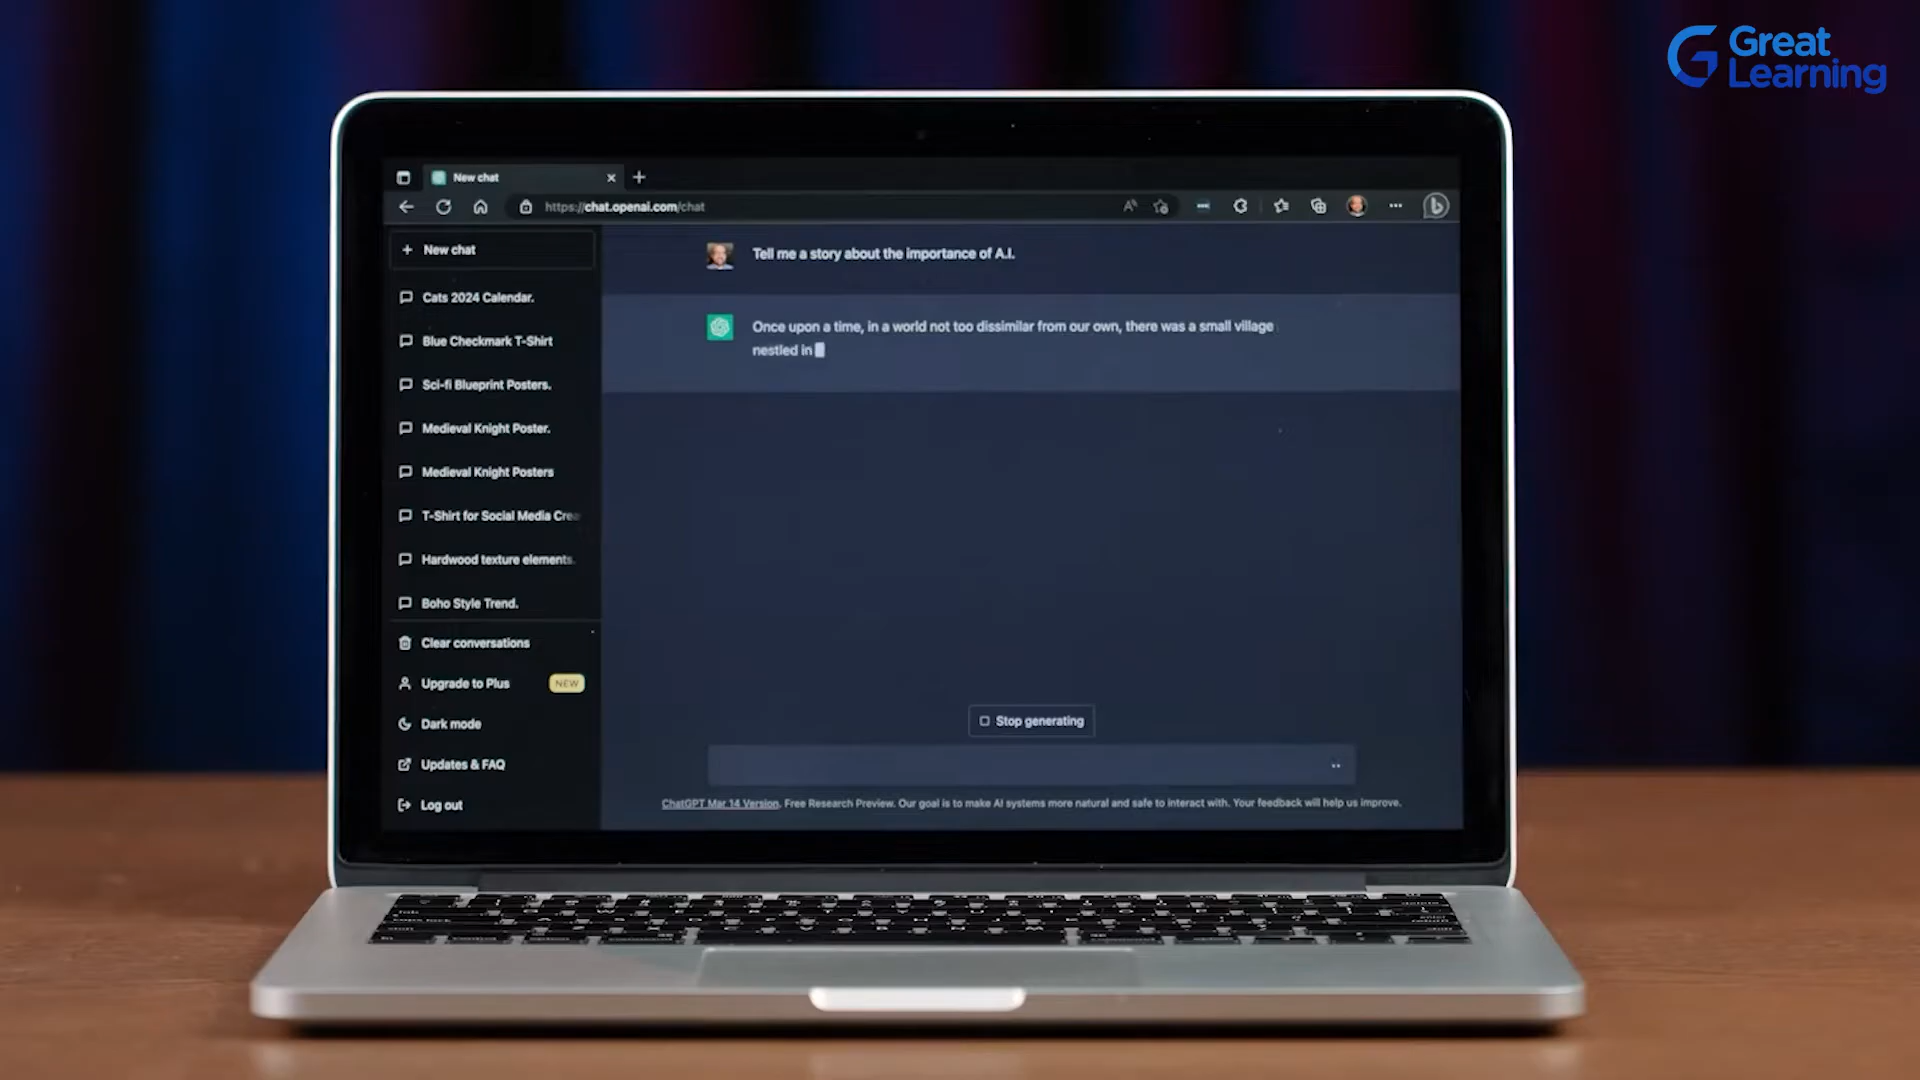 Great
Learning
New chat
https://chat.openai.com/chat
New chat
Cats 2024 Calendar.
Blue Checkmark T-Shirt
Sci-fi Blueprint Posters.
Medieval Knight Poster.
Medieval Knight Posters
T-Shirt for Social Media Cre
Hardwood texture elements.
Boho Style Trend.
Clear conversations
Upgrade to Plus NEW
Dark mode
Updates & FAQ
Log out
Tell me a story about the importance of A.I.
Once upon a time, in a world not too dissimilar from our own, there was a small village
nestled in
Stop generating
ChatGPT Mar 14 Version. Free Research Preview. Our goal is to make AI systems more natural and safe to interact with. Your feedback will help us improve.